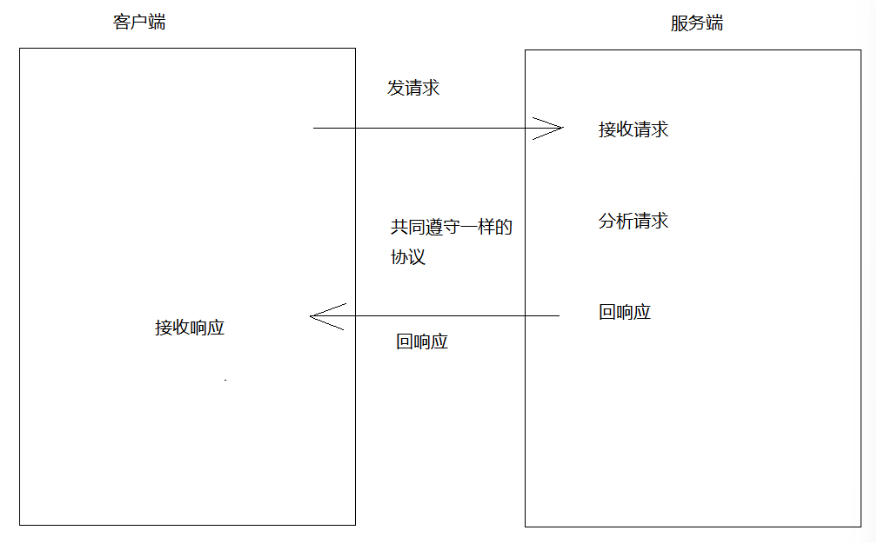 客户端
服务端
发请求
接收请求
分析请求
共同遵守一样的
协议
回响应
接收响应
回响应